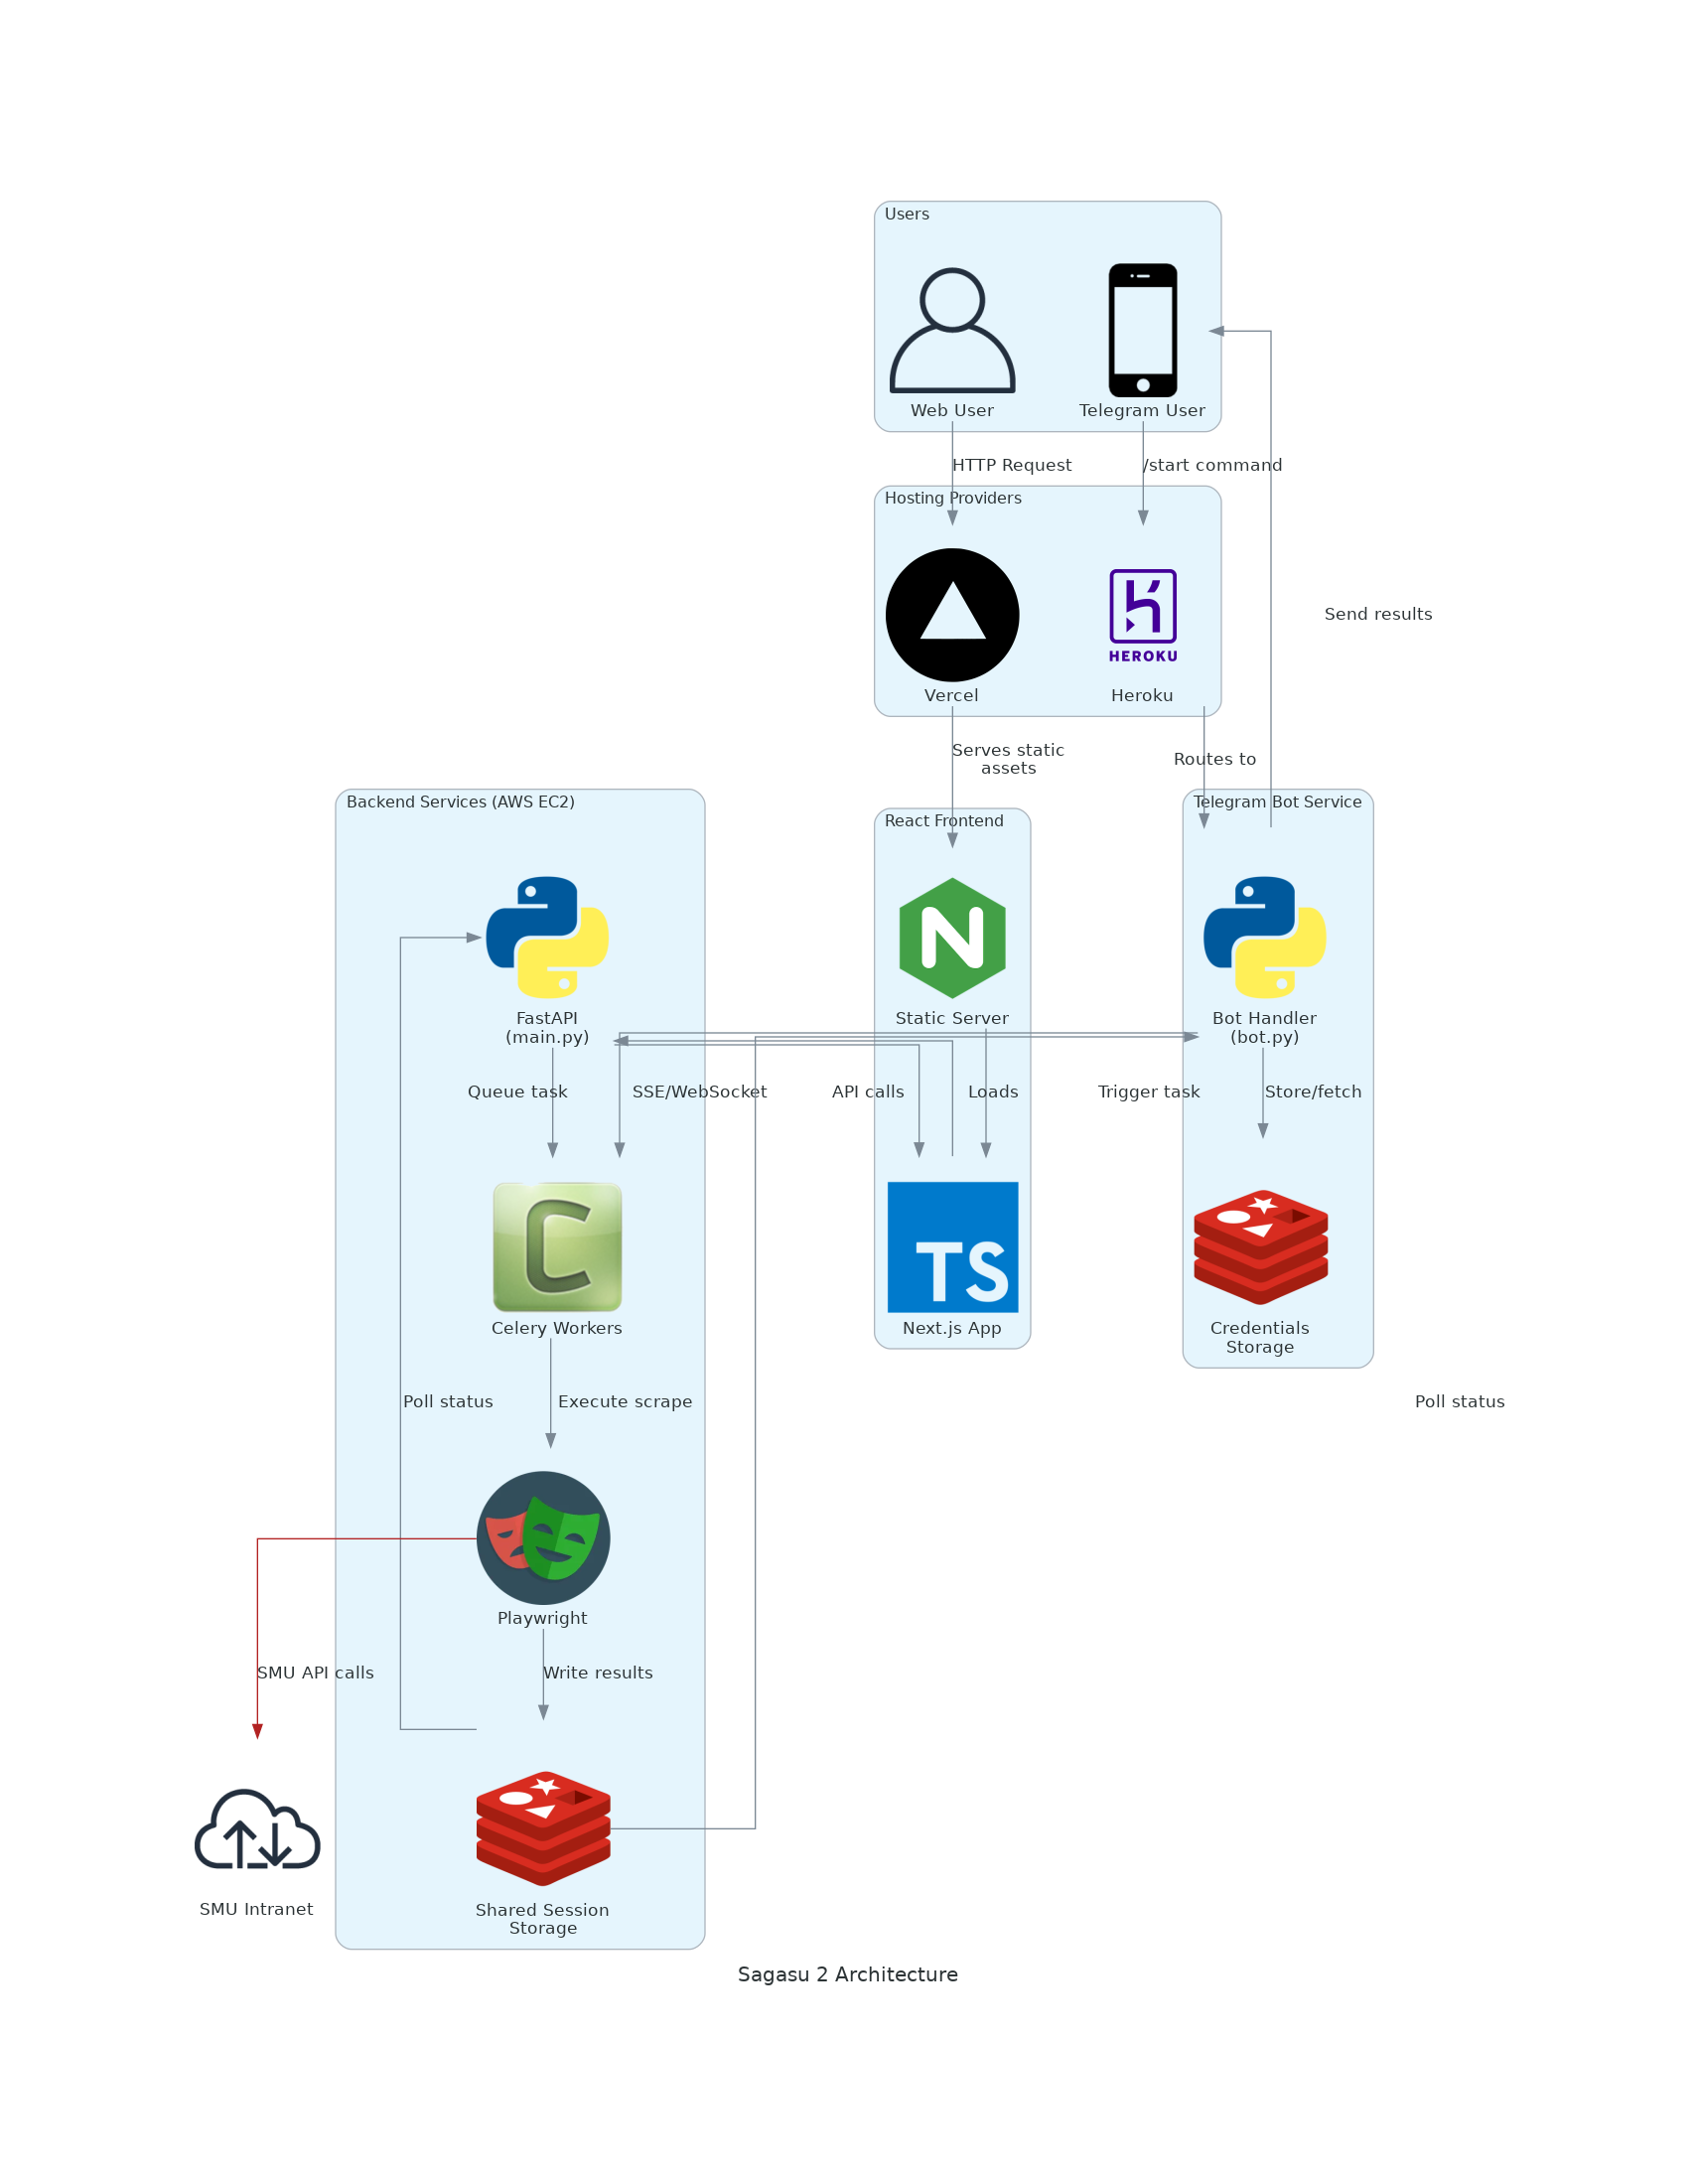 Users
Web User
Telegram User
HTTP Request
/start command
Hosting Providers
HEROKU
Vercel
Heroku
Send results
Serves static
assets
Routes to
Backend Services (AWS EC2)
React Frontend
Telegram Bot Service
FastAPI
(main.py)
Static Server
Bot Handler
(bot.py)
Queue task
SSE/WebSocket
API calls
Loads
Trigger task
Store/fetch
C
TS
Celery Workers
Next.js App
Credentials
Storage
Poll status
Execute scrape
Poll status
Playwright
SMU API calls
Write results
SMU Intranet
Shared Session
Storage
Sagasu 2 Architecture